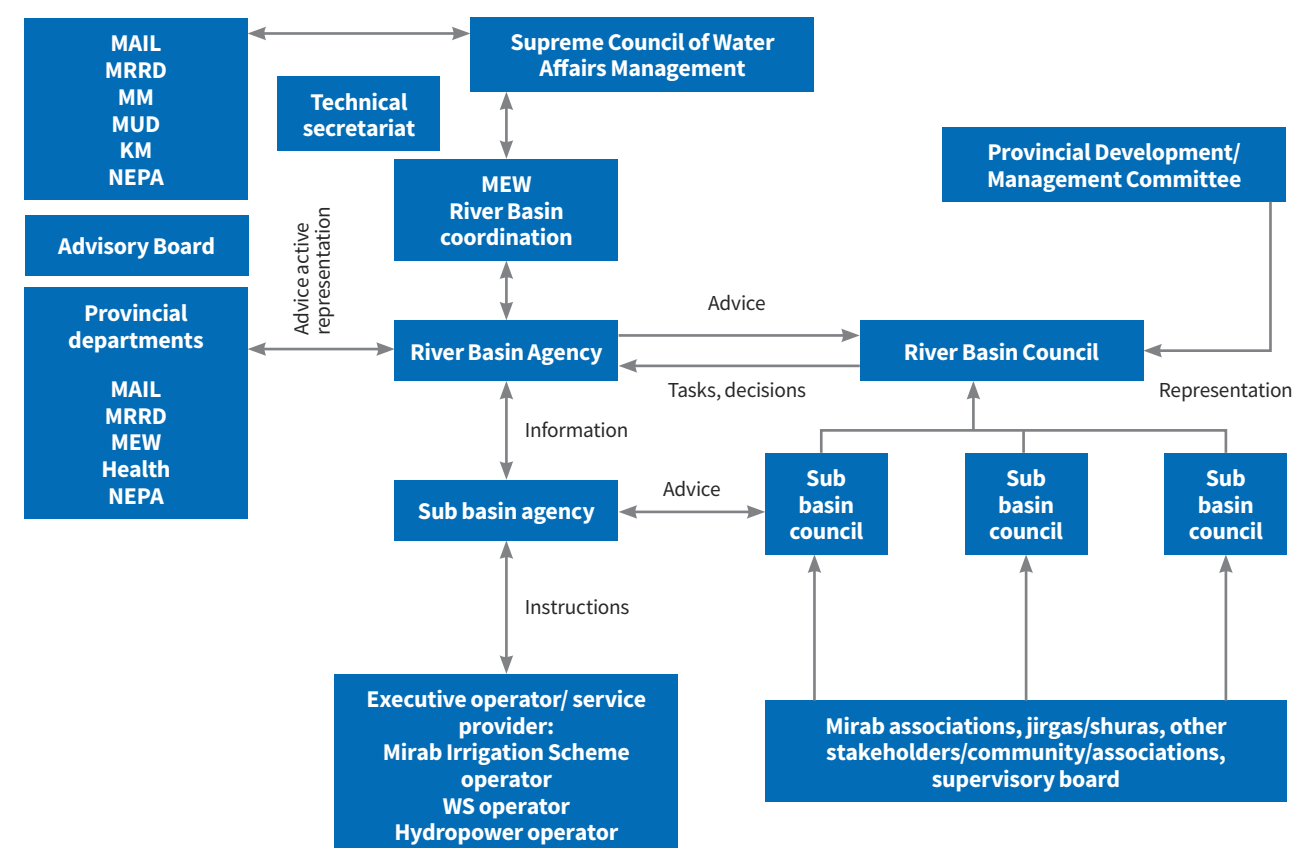 MAIL
MRRD
MM
MUD
KM
NEPA
Supreme Council of Water
Affairs Management
Technical
secretariat
MEW
River Basin
coordination
Provincial Development/
Management Committee
Advisory Board
Advice active
representation
Provincial
departments
MAIL
MRRD
MEW
Health
NEPA
River Basin Agency
Advice
Tasks, decisions
River Basin Council
Representation
Information
Sub basin agency
Advice
Sub
basin
council
Sub
basin
council
Sub
basin
council
Instructions
Executive operator/ service
provider:
Mirab Irrigation Scheme
operator
WS operator
Hydropower operator
Mirab associations, jirgas/shuras, other
stakeholders/community/associations,
supervisory board